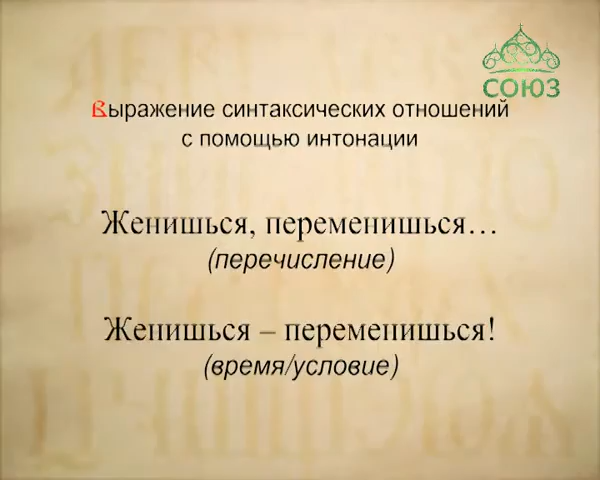 СОЮЗ
Выражение синтаксических отношений
с помощью интонации
Женишься, переменишься...
(перечисление)
Женишься – переменишься!
(время/условие)